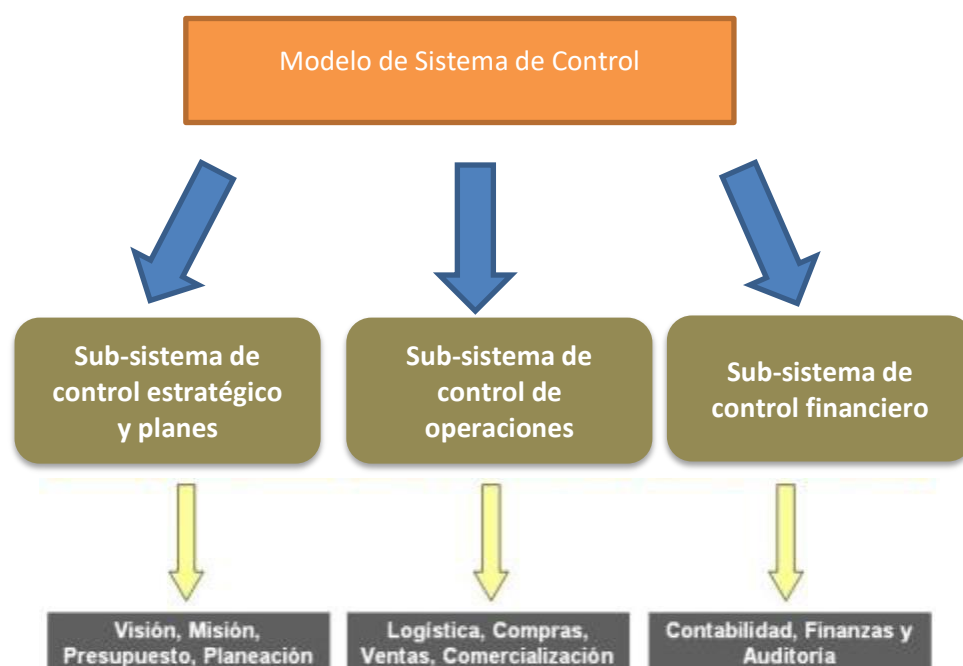 Modelo de Sistema de Control
Sub-sistema de
control estratégico
y planes
Sub-sistema de
control de
operaciones
Sub-sistema de
control financiero
Visión, Misión,
Presupuesto, Planeación
Logística, Compras,
Ventas, Comercialización
Contabilidad, Finanzas y
Auditoría